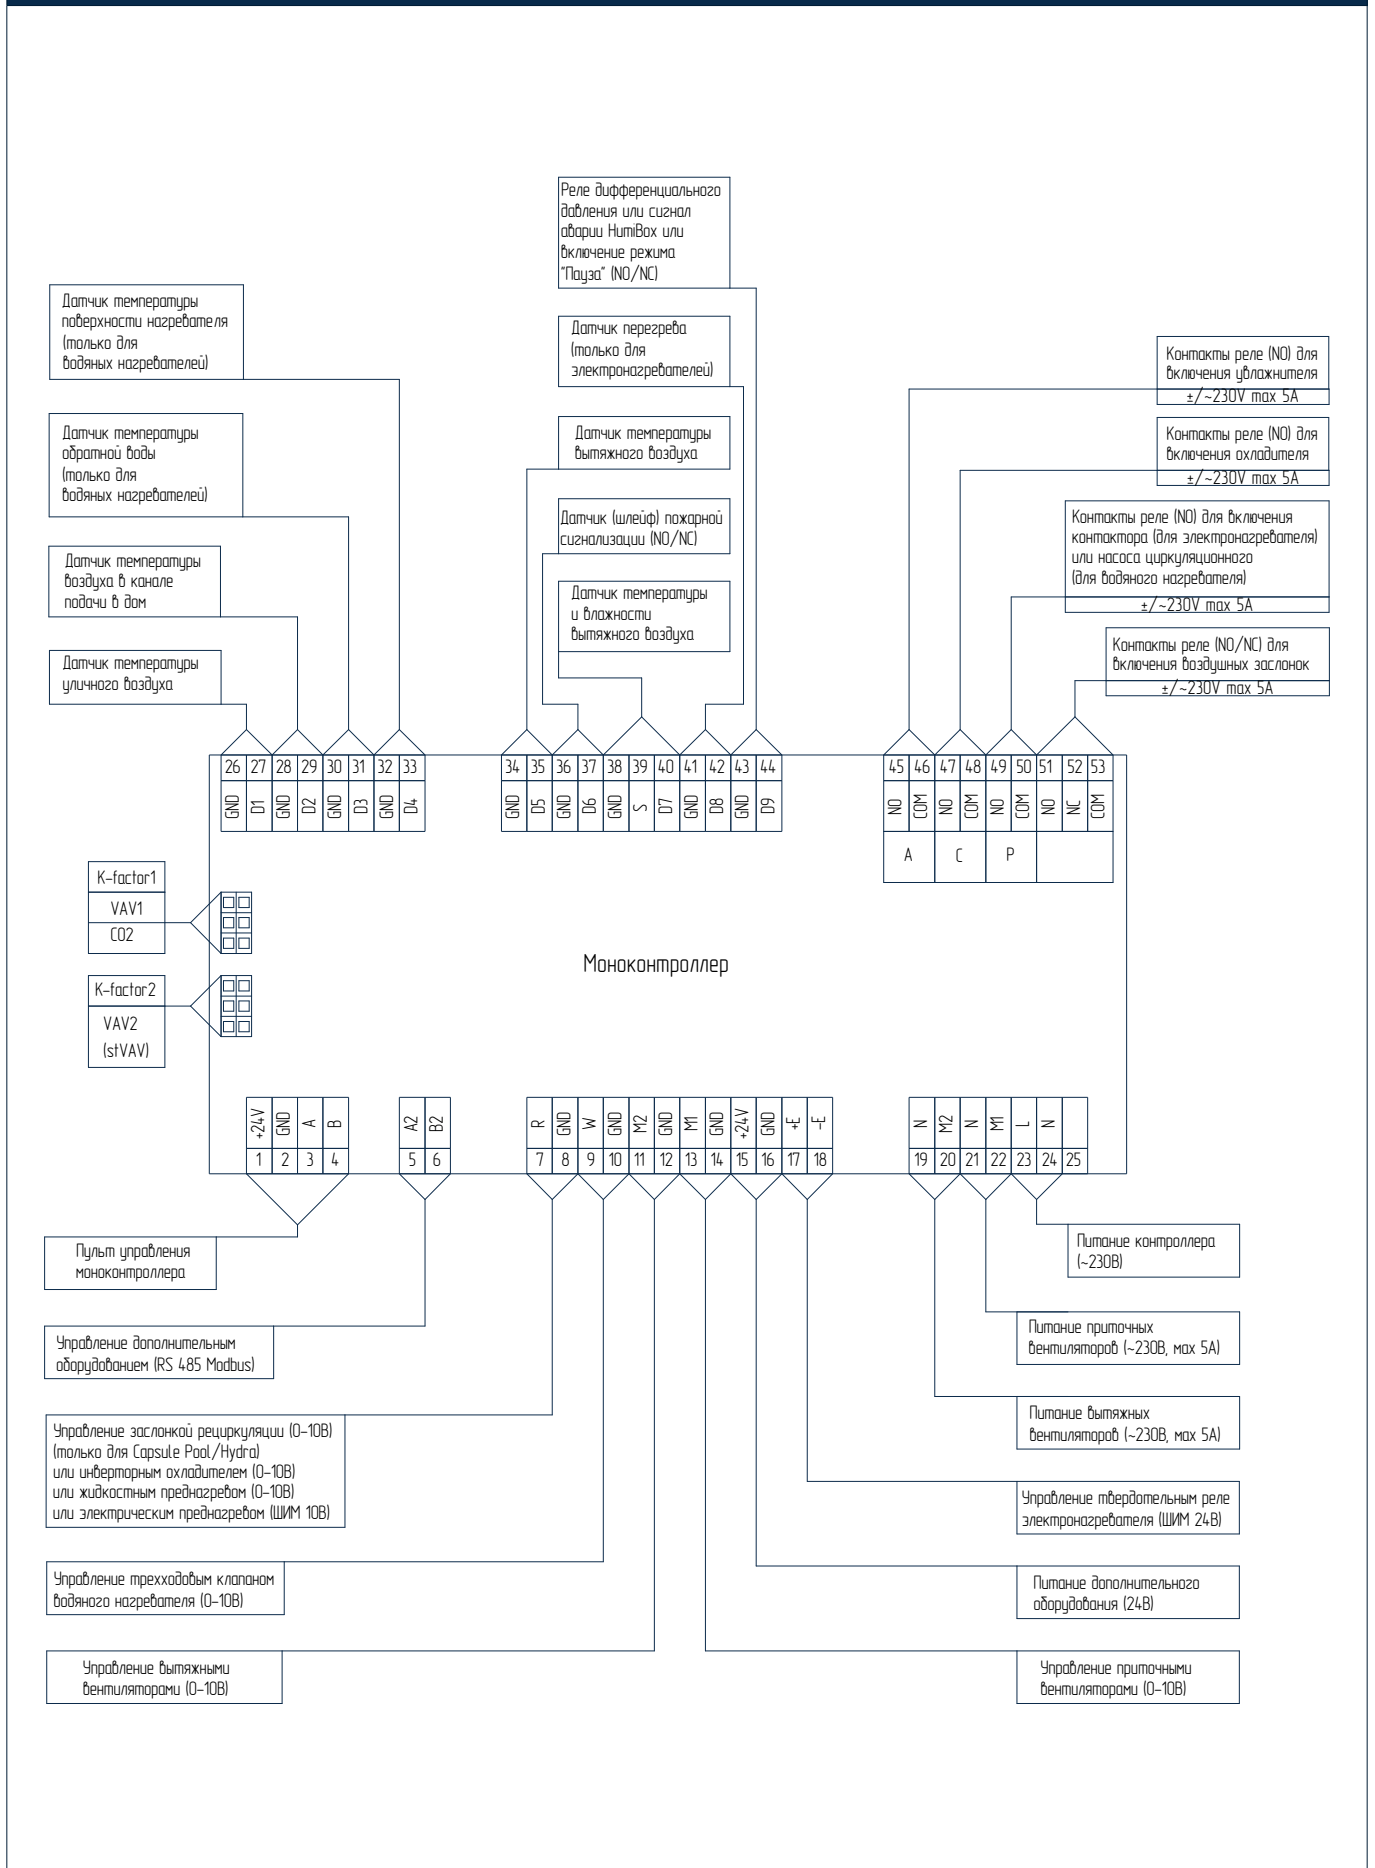 Реле дифференциального
давления или сигнал
аварии HumiBox или
включение режима
"Пауза" (NO/NC)
Датчик температуры
поверхности нагревателя
(только для
водяных нагревателей)
Датчик перегрева
(только для
электронагревателей)
Контакты реле (NO) для
включения увлажнителя
±/~230V max 5A
Датчик температуры
обратной воды
(только для
водяных нагревателей)
Датчик температуры
вытяжного воздуха
Контакты реле (NO) для
включения охладителя
±/~230V max 5A
Датчик (шлейф) пожарной
сигнализации (NO/NC)
Контакты реле (NO) для включения
контактора (для электронагревателя)
или насоса циркуляционного
(для водяного нагревателя)
±/~230V max 5A
Датчик температуры
воздуха в канале
подачи в дом
Датчик температуры
и влажности
вытяжного воздуха
Контакты реле (NO/NC) для
включения воздушных заслонок
±/~230V max 5A
Датчик температуры
уличного воздуха
26 27 28 29 30 31 32 33 34 35 36 37 38 39 40 41 42 43 44 45 46 47 48 49 50 51 52 53
GND D1 GND D2 GND D3 GND D4 GND D5 GND D6 GND S D7 GND D8 GND D9 NO COM NO COM NO COM NO NC COM
A C P
K-factor1
VAV1
CO2
Моноконтроллер
K-factor2
VAV2
(stVAV)
+24V GND A B A2 B2 R GND W GND M2 GND M1 GND +24V GND +E -E N M2 N M1 L N
1 2 3 4 5 6 7 8 9 10 11 12 13 14 15 16 17 18 19 20 21 22 23 24 25
Пульт управления
моноконтроллера
Питание контроллера
(~230В)
Управление дополнительным
оборудованием (RS 485 Modbus)
Питание приточных
вентиляторов (~230В, мах 5А)
Управление заслонкой рециркуляции (0-10В)
(только для Capsule Pool/Hydra)
или инверторным охладителем (0-10В)
или жидкостным преднагревом (0-10В)
или электрическим преднагревом (ШИМ 10В)
Питание вытяжных
вентиляторов (~230В, мах 5А)
Управление твердотельным реле
электронагревателя (ШИМ 24В)
Управление трехходовым клапаном
водяного нагревателя (0-10В)
Питание дополнительного
оборудования (24В)
Управление вытяжными
вентиляторами (0-10В)
Управление приточными
вентиляторами (0-10В)